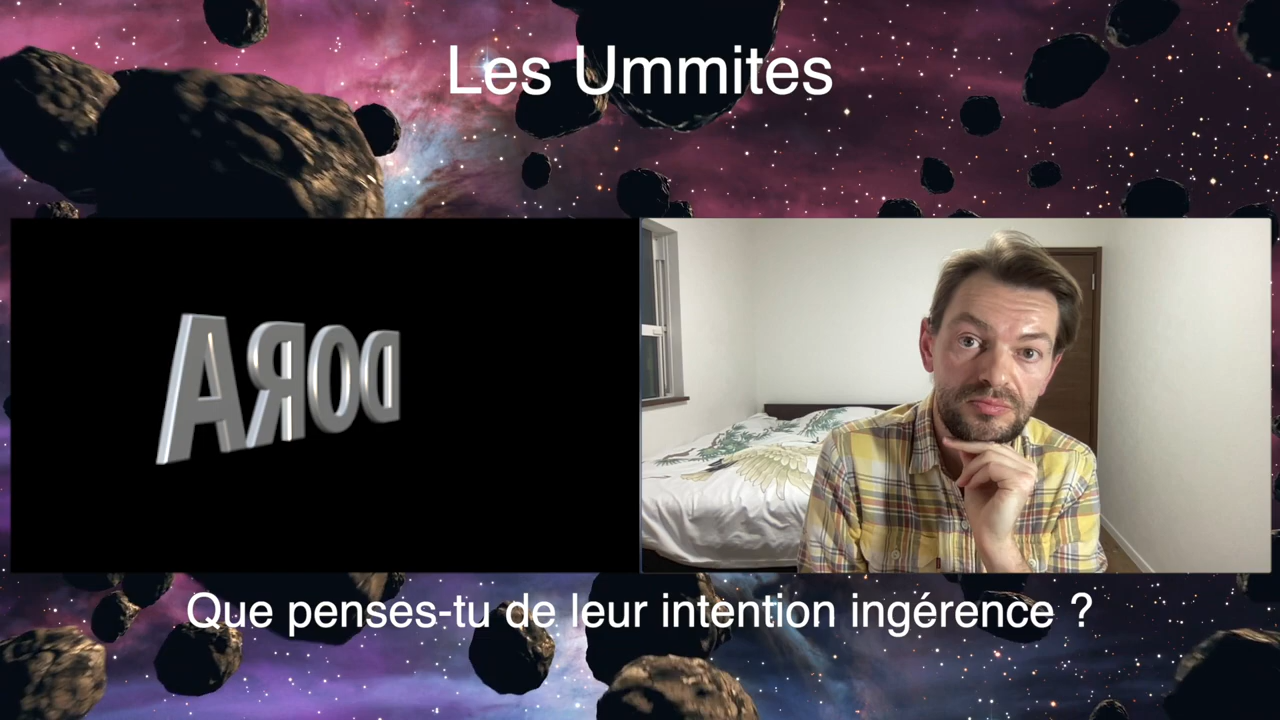 Les Ummites
DORA
Que penses-tu de leur intention ingérence ?